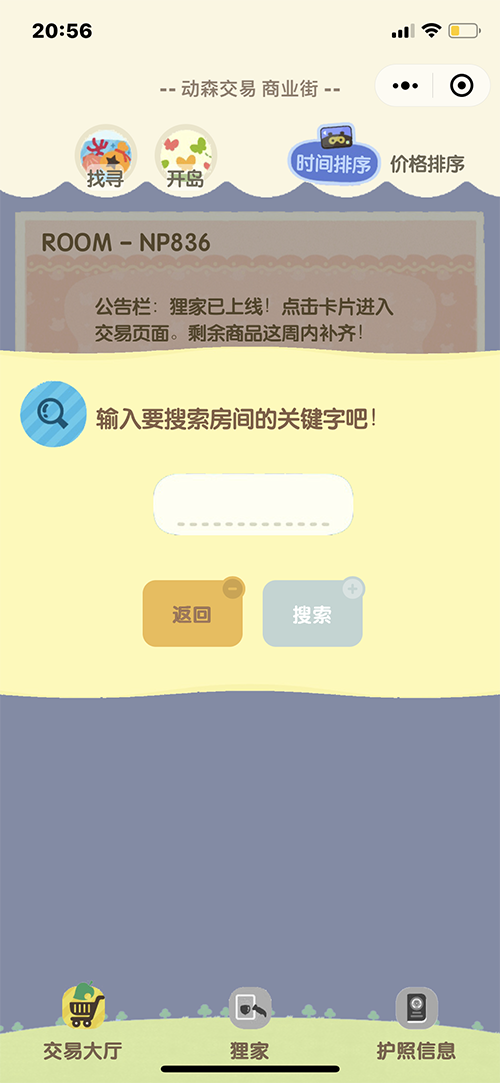 20:56
-- 动森交易 商业街 --
找寻
开岛
时间排序
价格排序
ROOM - NP836
公告栏：狸家已上线！点击卡片进入
交易页面。剩余商品这周内补齐！
输入要搜索房间的关键字吧！
返回
搜索
交易大厅
狸家
护照信息